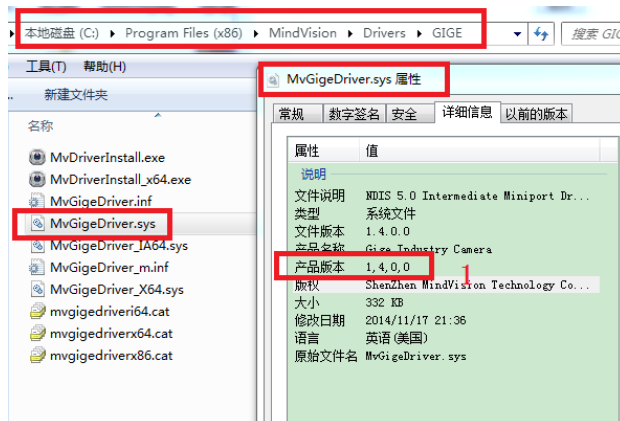 本地磁盘 (C:) ▸ Program Files (x86) ▸ MindVision ▸ Drivers ▸ GIGE
搜索 GIG
工具(T) 帮助(H)
新建文件夹
名称
MvDriverInstall.exe
MvDriverInstall_x64.exe
MvGigeDriver.inf
MvGigeDriver.sys
MvGigeDriver_IA64.sys
MvGigeDriver_m.inf
MvGigeDriver_X64.sys
mvgigedriveri64.cat
mvgigedriverx64.cat
mvgigedriverx86.cat
MvGigeDriver.sys 属性
常规 数字签名 安全 详细信息 以前的版本
属性 值
说明
文件说明 NDIS 5.0 Intermediate Miniport Dr...
类型 系统文件
文件版本 1.4.0.0
产品名称 Gige Industry Camera
产品版本 1,4,0,0
1
版权 ShenZhen MindVision Technology Co...
大小 332 KB
修改日期 2014/11/17 21:36
语言 英语(美国)
原始文件名 MvGigeDriver.sys